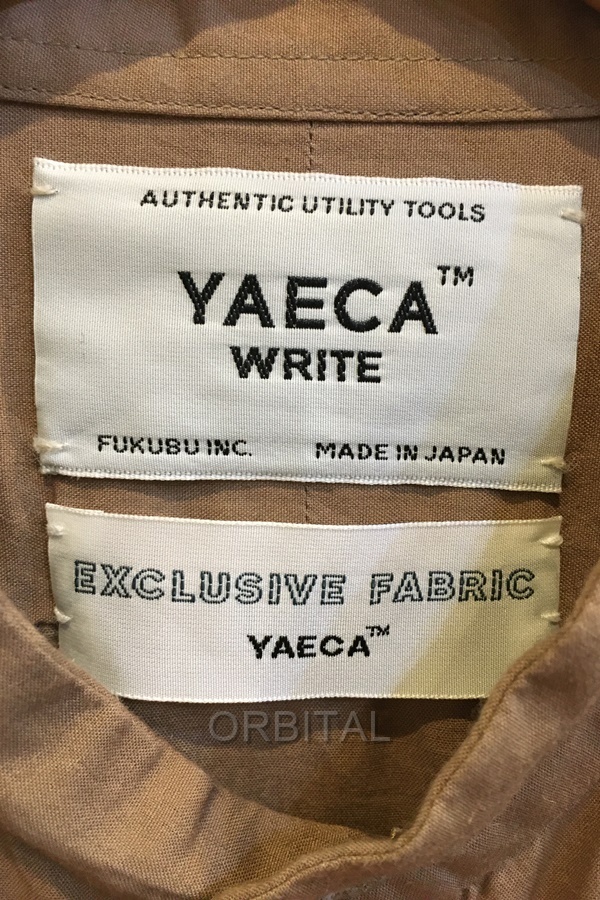 AUTHENTIC UTILITY TOOLS
YAECA™
WRITE
FUKUBU INC. MADE IN JAPAN
EXCLUSIVE FABRIC
YAECA™
ORBITAL